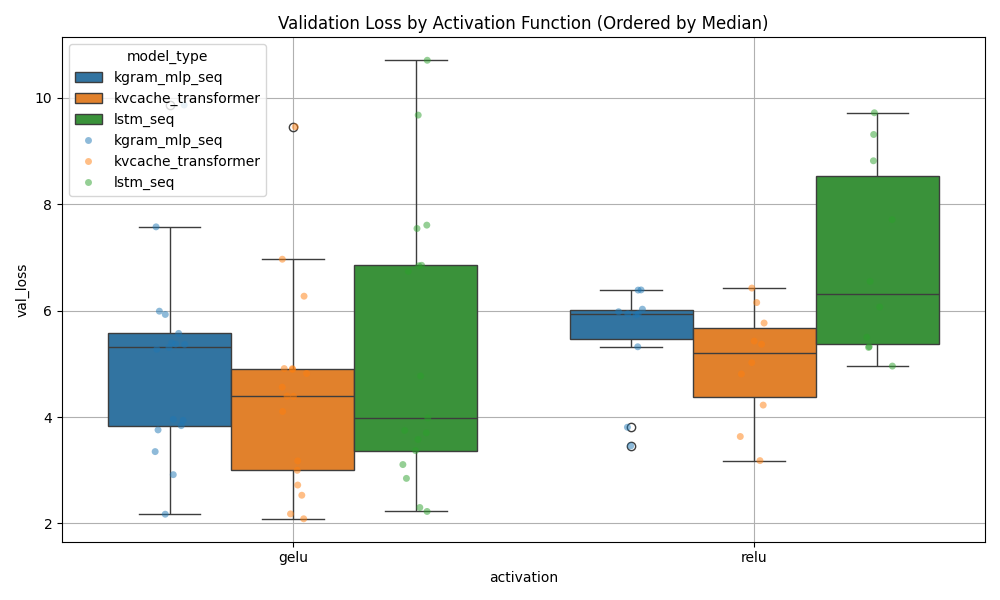 Validation Loss by Activation Function (Ordered by Median)
model_type
kgram_mlp_seq
kvcache_transformer
lstm_seq
kgram_mlp_seq
kvcache_transformer
lstm_seq
val_loss
10
8
6
4
2
gelu
relu
activation